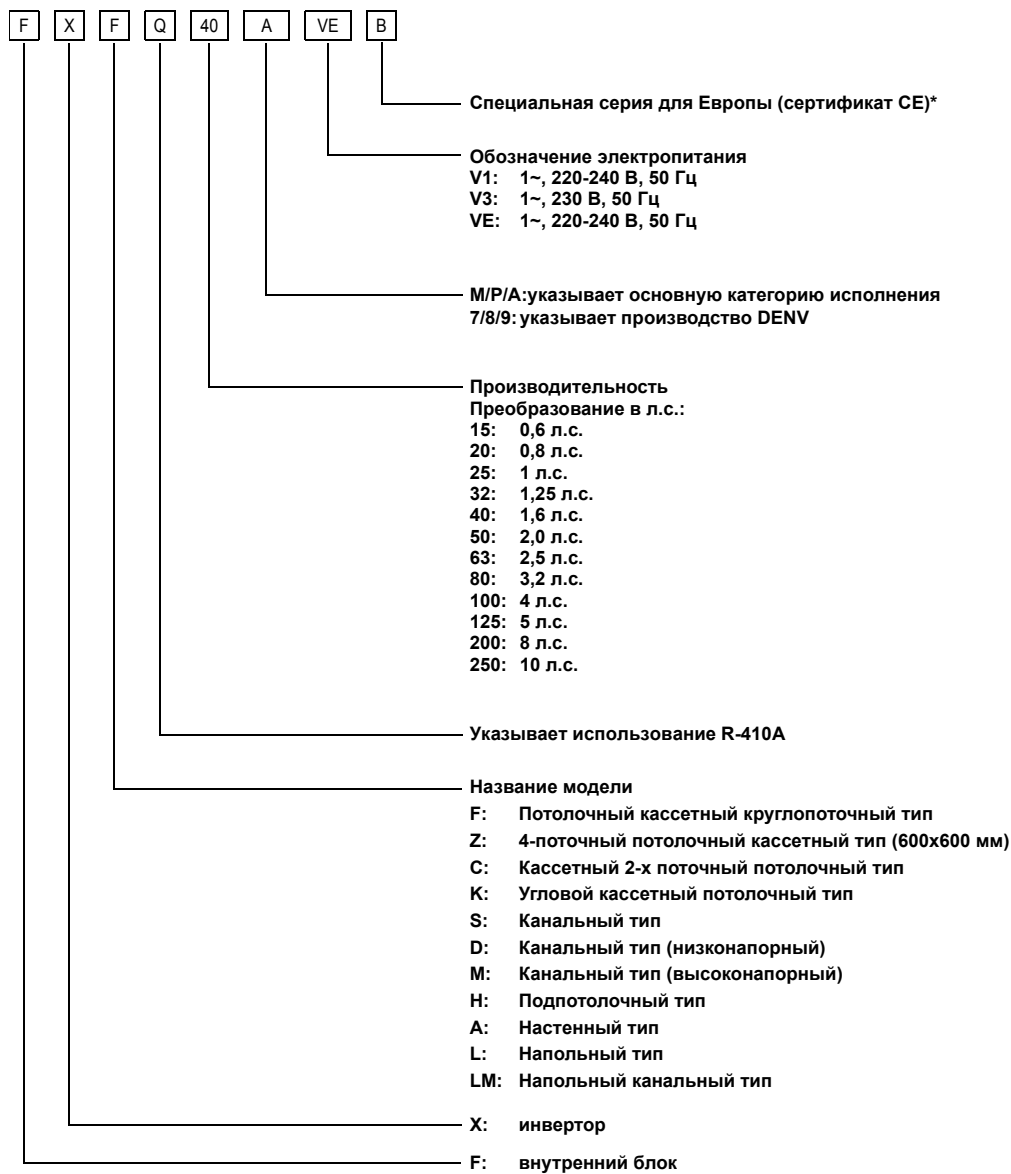 F X F Q 40 A VE B
Специальная серия для Европы (сертификат CE)*
Обозначение электропитания
V1: 1~, 220-240 В, 50 Гц
V3: 1~, 230 В, 50 Гц
VE: 1~, 220-240 В, 50 Гц
M/P/A:указывает основную категорию исполнения
7/8/9: указывает производство DENV
Производительность
Преобразование в л.с.:
15: 0,6 л.с.
20: 0,8 л.с.
25: 1 л.с.
32: 1,25 л.с.
40: 1,6 л.с.
50: 2,0 л.с.
63: 2,5 л.с.
80: 3,2 л.с.
100: 4 л.с.
125: 5 л.с.
200: 8 л.с.
250: 10 л.с.
Указывает использование R-410A
Название модели
F: Потолочный кассетный круглопоточный тип
Z: 4-поточный потолочный кассетный тип (600x600 мм)
C: Кассетный 2-х поточный потолочный тип
K: Угловой кассетный потолочный тип
S: Канальный тип
D: Канальный тип (низконапорный)
M: Канальный тип (высоконапорный)
H: Подпотолочный тип
A: Настенный тип
L: Напольный тип
LM: Напольный канальный тип
X: инвертор
F: внутренний блок